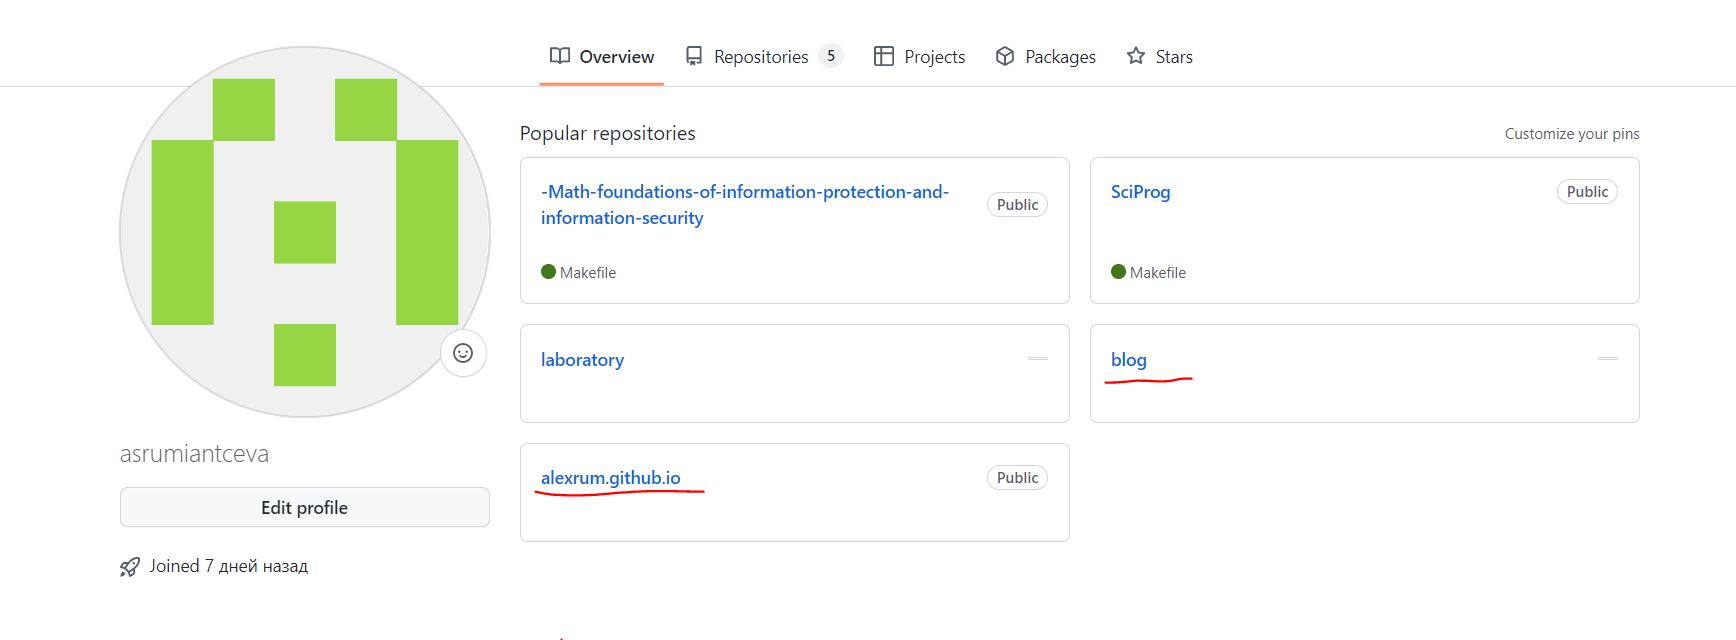 Overview Repositories 5 Projects Packages Stars
Popular repositories
Customize your pins
-Math-foundations-of-information-protection-and-
information-security
Public
Makefile
SciProg
Public
Makefile
laboratory
blog
alexrum.github.io
Public
asrumiantceva
Edit profile
Joined 7 дней назад